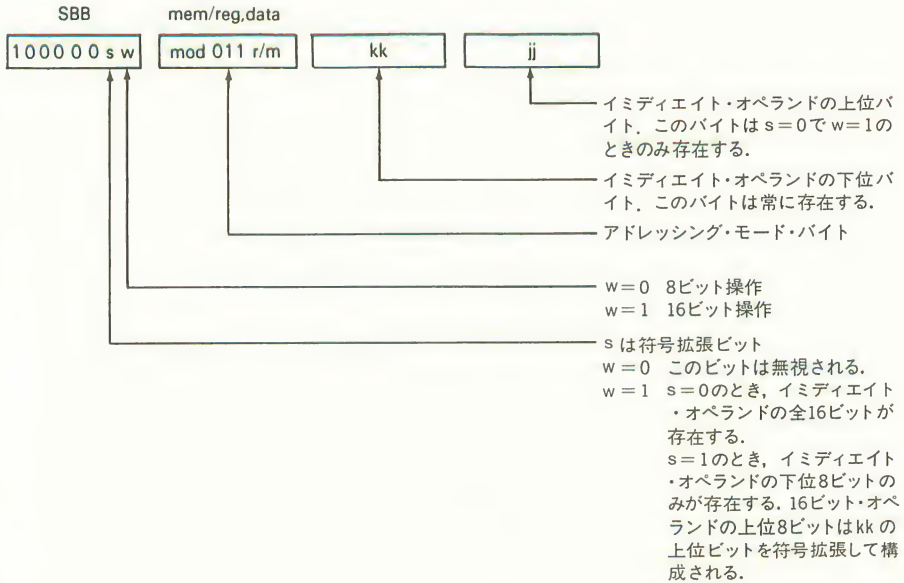 SBB mem/reg,data
1 0 0 0 0 0 s w mod 011 r/m kk jj
イミディエイト・オペランドの上位バ
イト．このバイトは s＝0で w＝1の
ときのみ存在する．
イミディエイト・オペランドの下位バ
イト．このバイトは常に存在する．
アドレッシング・モード・バイト
w＝0 8ビット操作
w＝1 16ビット操作
s は符号拡張ビット
w＝0 このビットは無視される．
w＝1 s＝0のとき，イミディエイト
・オペランドの全16ビットが
存在する．
s＝1のとき，イミディエイト
・オペランドの下位8ビットの
みが存在する．16ビット・オペ
ランドの上位8ビットはkk の
上位ビットを符号拡張して構
成される．